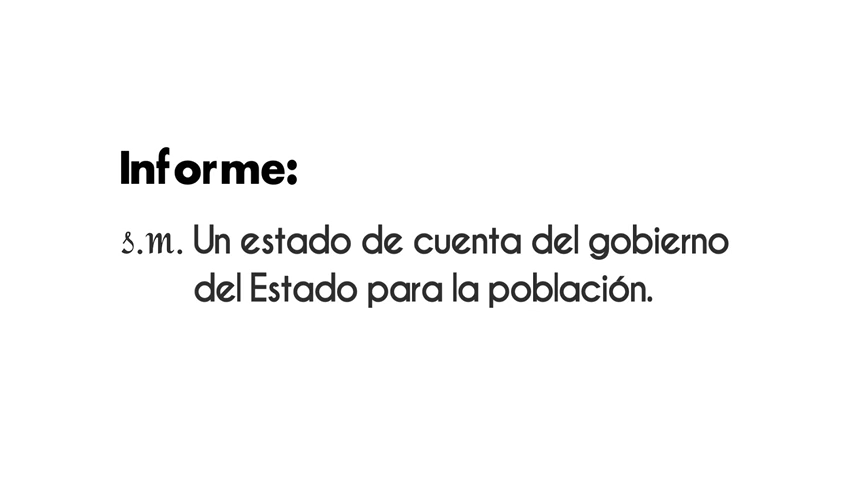 Informe:
s.m. Un estado de cuenta del gobierno
del Estado para la población.